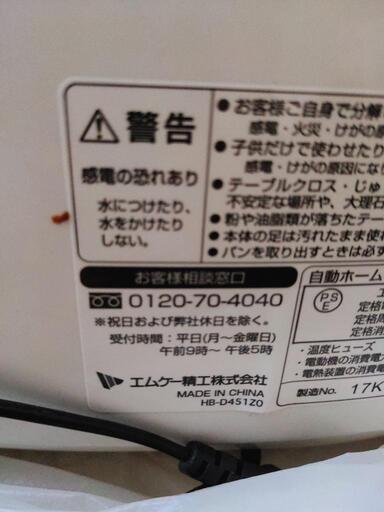 警告
感電の恐れあり
水につけたり、
水をかけたり
しない。
●お客様ご自身で分解し
感電・火災・けがの原
●子供だけで使わせたり
感電・けがの原因にな
●テーブルクロス・じゅ
不安定な場所や、大理石
●粉や油脂類が落ちたテー
●本体の足は汚れたまま使わ
●パンを取り出すときは必ず
お客様相談窓口
0120-70-4040
※祝日および弊社休日を除く。
受付時間：平日(月〜金曜日)
午前9時〜 午後5時
エムケー精工株式会社
MADE IN CHINA
HB-D451Z0
自動ホーム
PS
E
定格
定格周
定格消
・温度ヒューズ
・電動機の消費電
・電熱装置の消費電
製造No. 17K